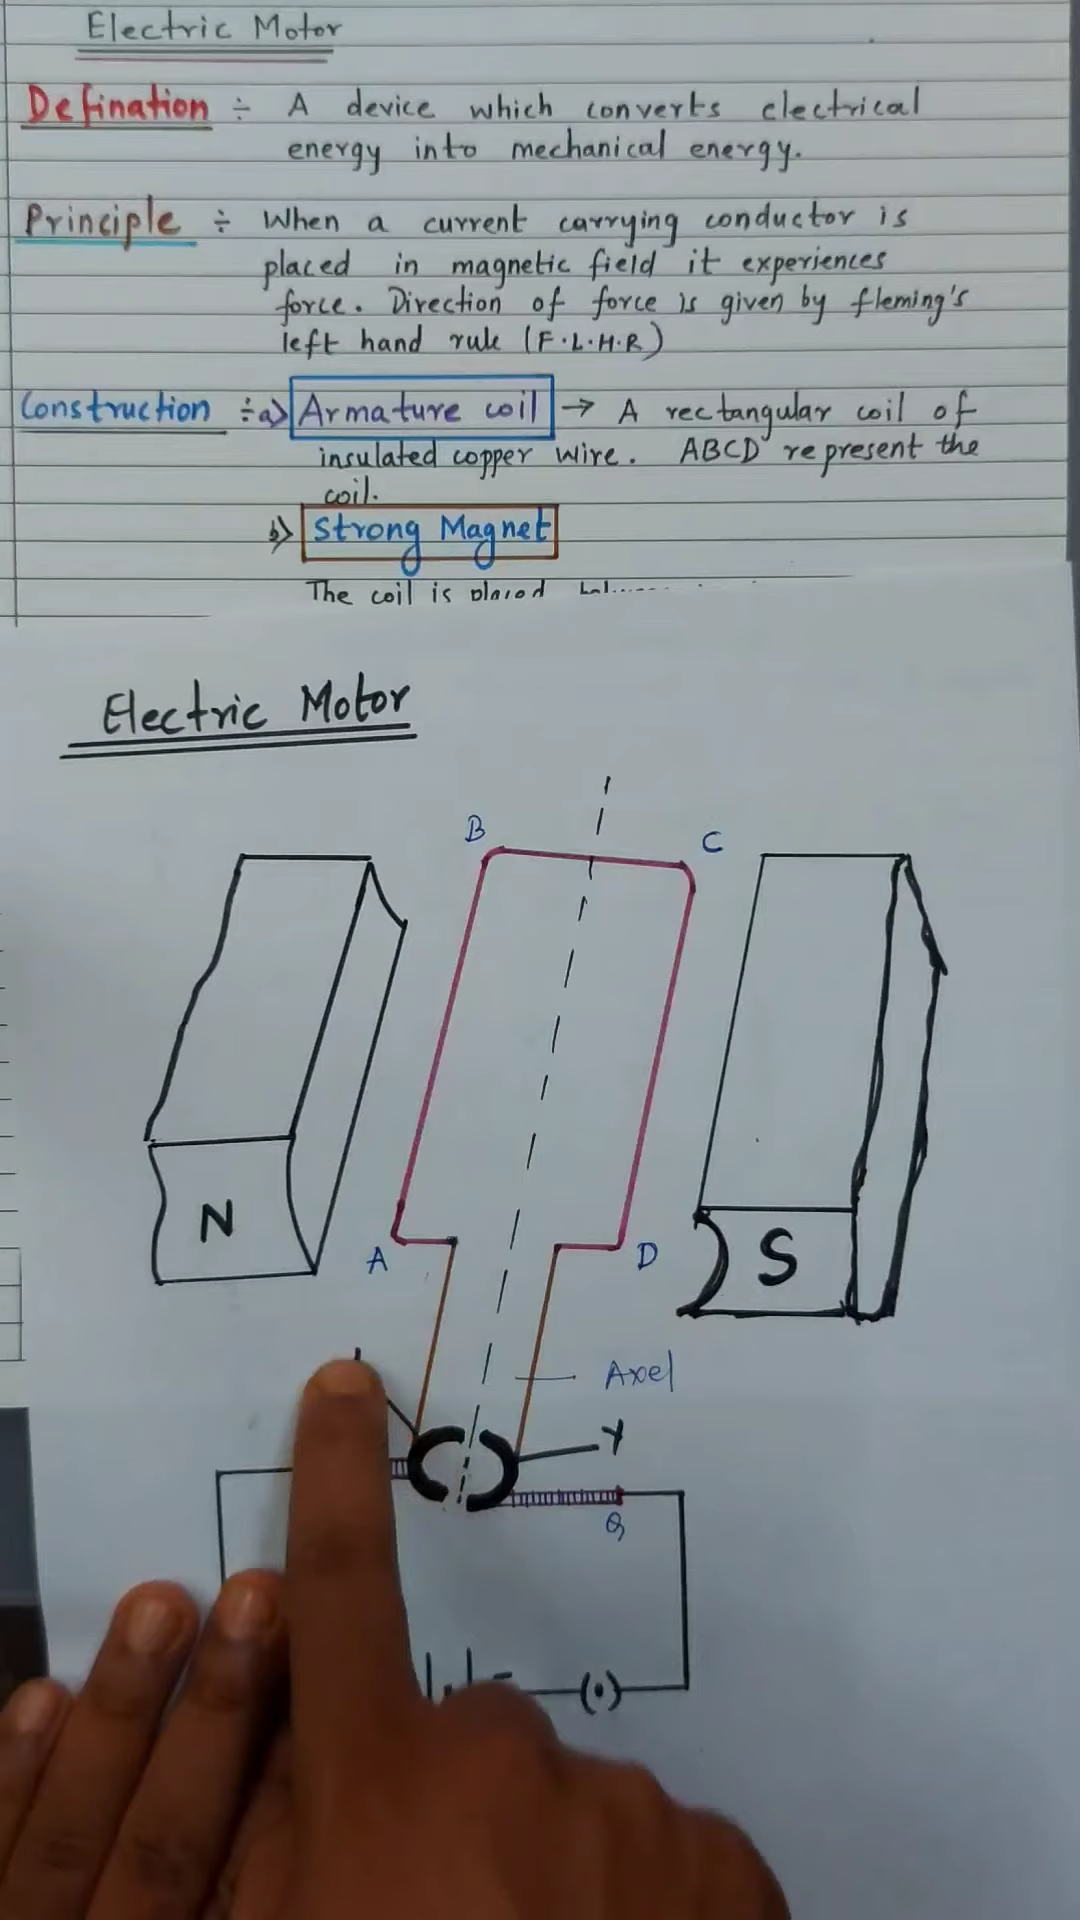 Electric Motor
Defination ÷ A device which converts electrical
energy into mechanical energy.
Principle ÷ When a current carrying conductor is
placed in magnetic field it experiences
force. Direction of force is given by fleming's
left hand rule (F.L.H.R)
Construction ÷ a) Armature coil → A rectangular coil of
insulated copper wire. ABCD represent the
coil.
b) Strong Magnet
The coil is placed
Electric Motor
B
C
N
S
A
D
Axel
Y
Q